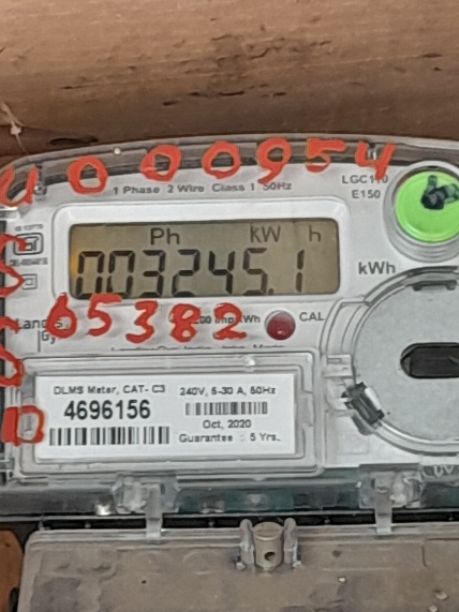 40000954
1 Phase 2 Wire Class 1 50Hz
LGC110
E150
Ph kW h
003245.1
kWh
65382
CAL
DLMS Meter, CAT- C3
4696156
240V, 5-30 A, 50Hz
Oct, 2020
Guarantee : 5 Yrs.